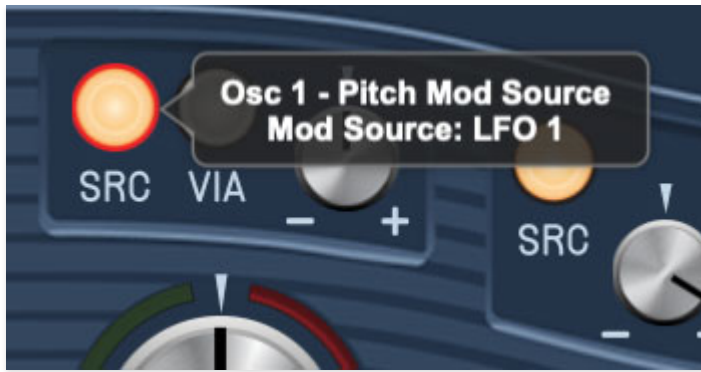 Osc 1 - Pitch Mod Source
Mod Source: LFO 1
SRC VIA
- +
SRC
-